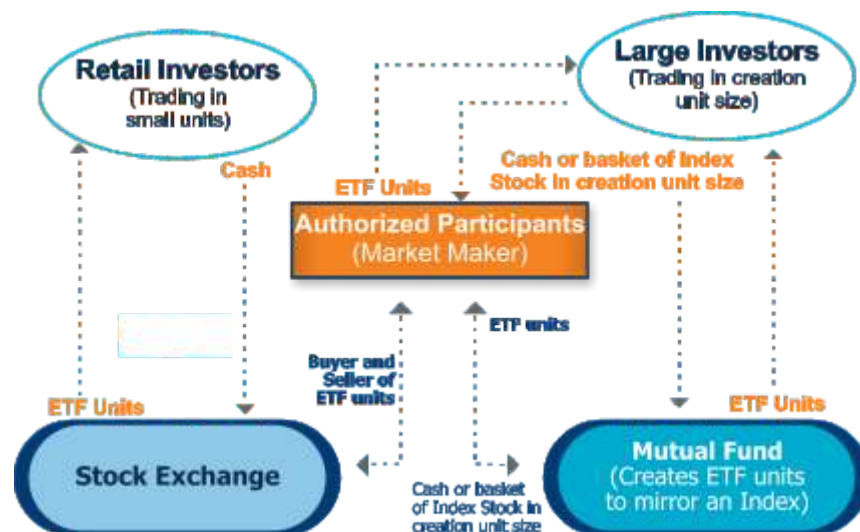 Retail Investors
(Trading in
small units)
Large Investors
(Trading in creation
unit size)
Cash
ETF Units
Cash or basket of Index
Stock in creation unit size
Authorized Participants
(Market Maker)
ETF units
Buyer and
Seller of
ETF units
ETF Units
ETF Units
Stock Exchange
Cash or basket
of Index Stock in
creation unit size
Mutual Fund
(Creates ETF units
to mirror an Index)